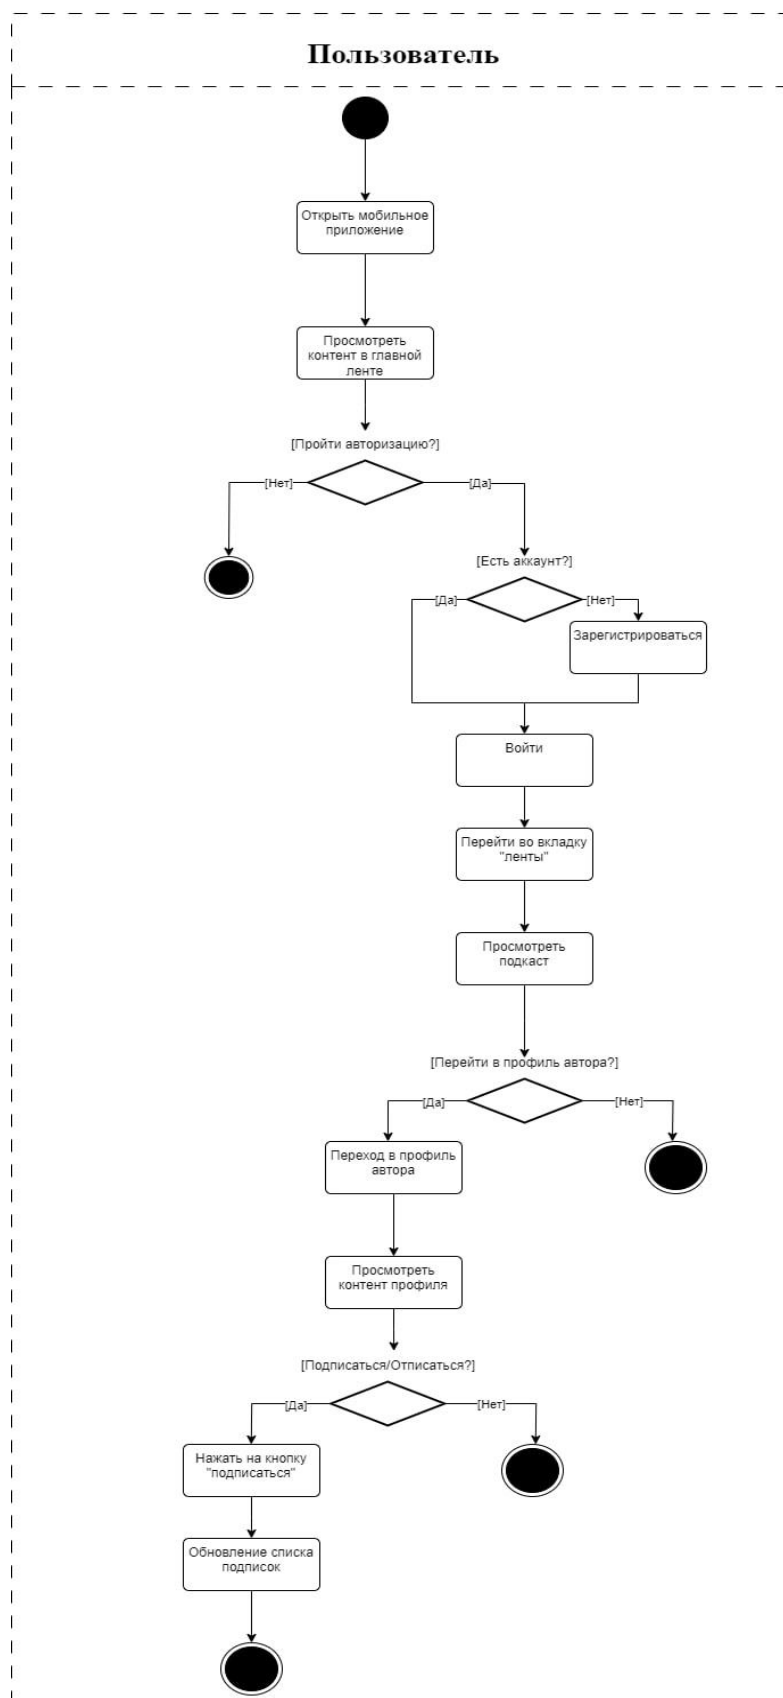 Пользователь
Открыть мобильное
приложение
Просмотреть
контент в главной
ленте
[Пройти авторизацию?]
[Нет]
[Да]
[Есть аккаунт?]
[Да]
[Нет]
Зарегистрироваться
Войти
Перейти во вкладку
"ленты"
Просмотреть
подкаст
[Перейти в профиль автора?]
[Да]
[Нет]
Переход в профиль
автора
Просмотреть
контент профиля
[Подписаться/Отписаться?]
[Да]
[Нет]
Нажать на кнопку
"подписаться"
Обновление списка
подписок